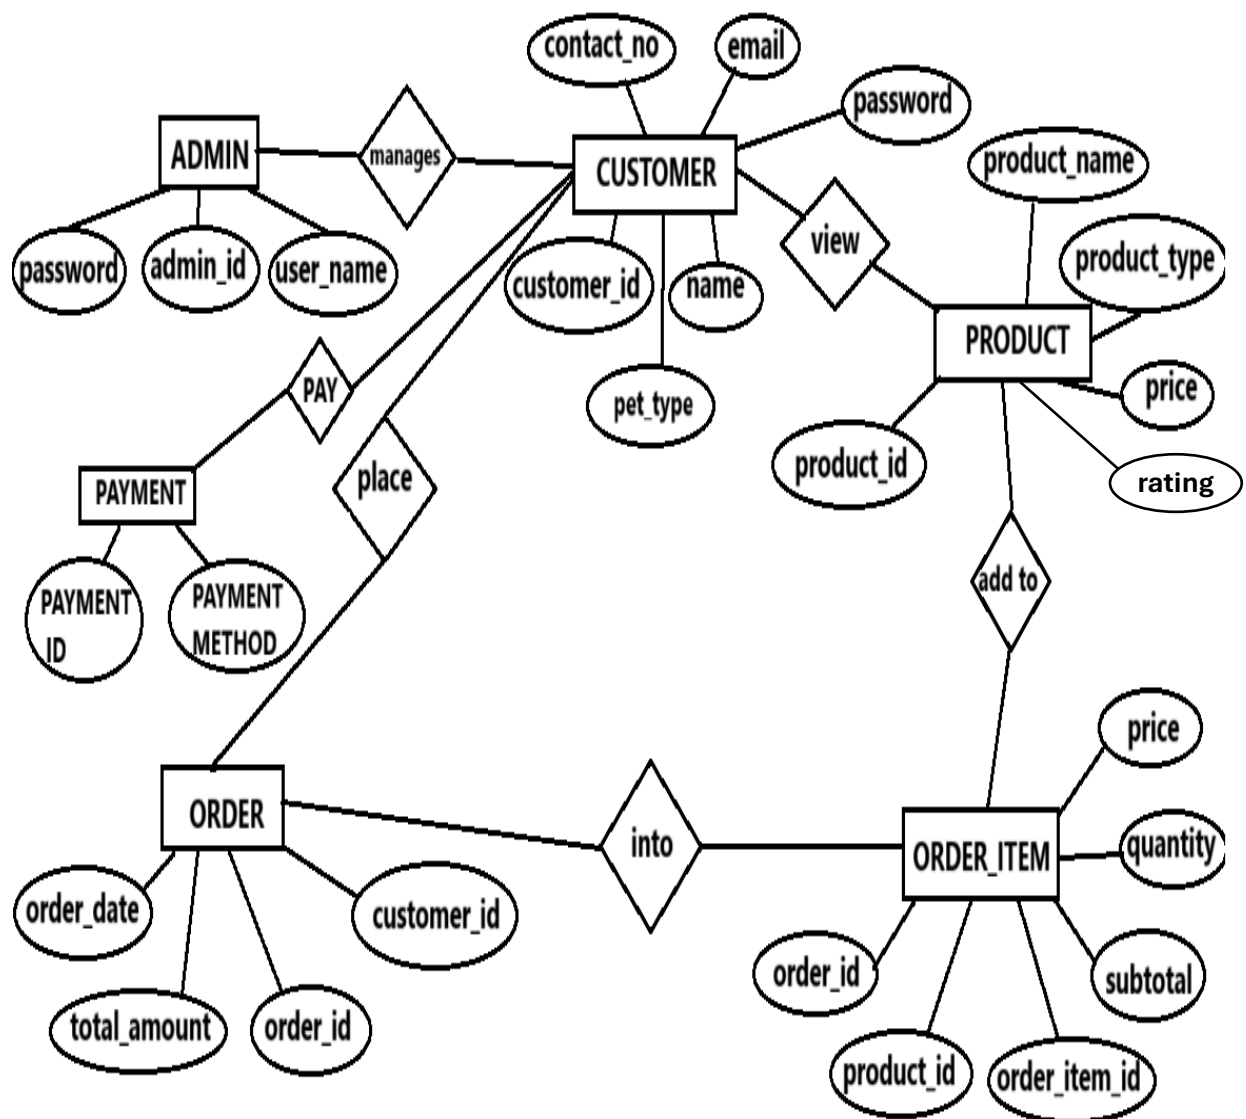 contact_no
email
password
ADMIN
manages
CUSTOMER
product_name
password
admin_id
user_name
customer_id
name
view
product_type
PRODUCT
PAY
pet_type
price
product_id
rating
place
PAYMENT
PAYMENT
ID
PAYMENT
METHOD
add to
price
ORDER
into
ORDER_ITEM
quantity
order_date
customer_id
order_id
subtotal
total_amount
order_id
product_id
order_item_id